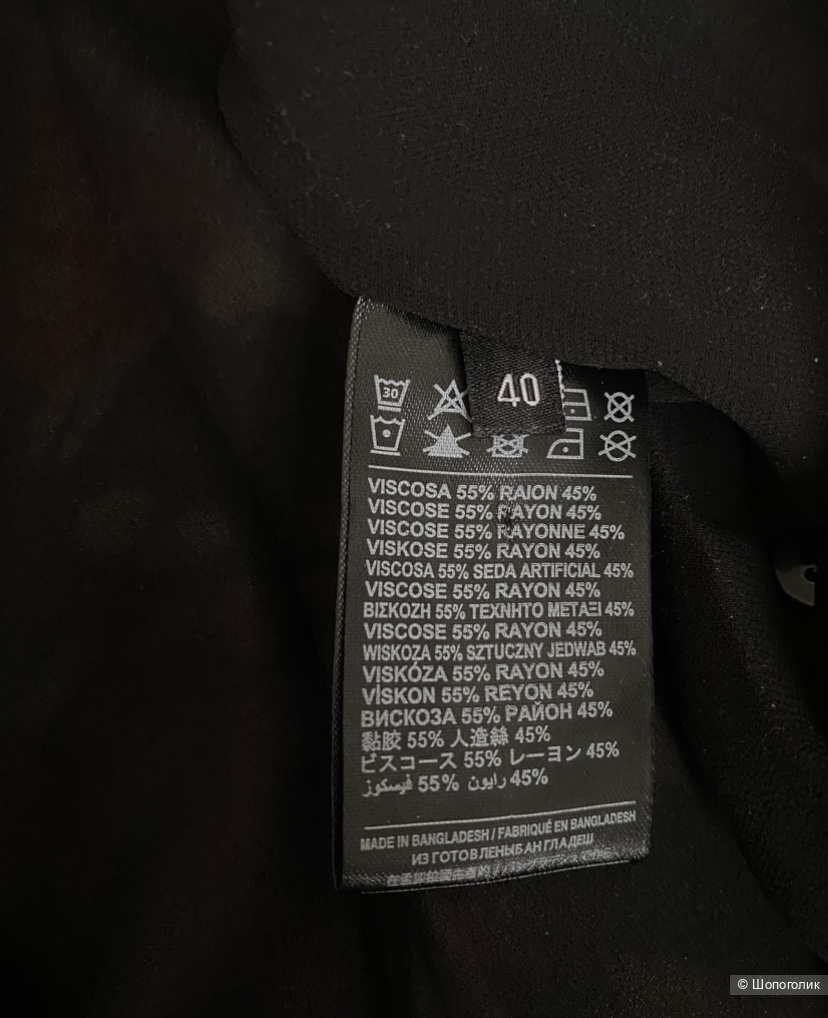 40
30
VISCOSA 55% RAION 45%
VISCOSE 55% RAYON 45%
VISCOSE 55% RAYONNE 45%
VISKOSE 55% RAYON 45%
VISCOSA 55% SEDA ARTIFICIAL 45%
VISCOSE 55% RAYON 45%
ΒΙΣΚΟΖΗ 55% ΤΕΧΝΗΤΟ ΜΕΤΑΞΙ 45%
VISCOSE 55% RAYON 45%
WISKOZA 55% SZTUCZNY JEDWAB 45%
VISKÓZA 55% RAYON 45%
VİSKON 55% REYON 45%
ВИСКОЗА 55% РАЙОН 45%
黏胶 55% 人造絲 45%
ビスコース 55% レーヨン 45%
فيسكوز 55% رايون 45%
MADE IN BANGLADESH / FABRIQUÉ EN BANGLADESH
ИЗГОТОВЛЕНЫБАНГЛАДЕШ
© Шопоголик